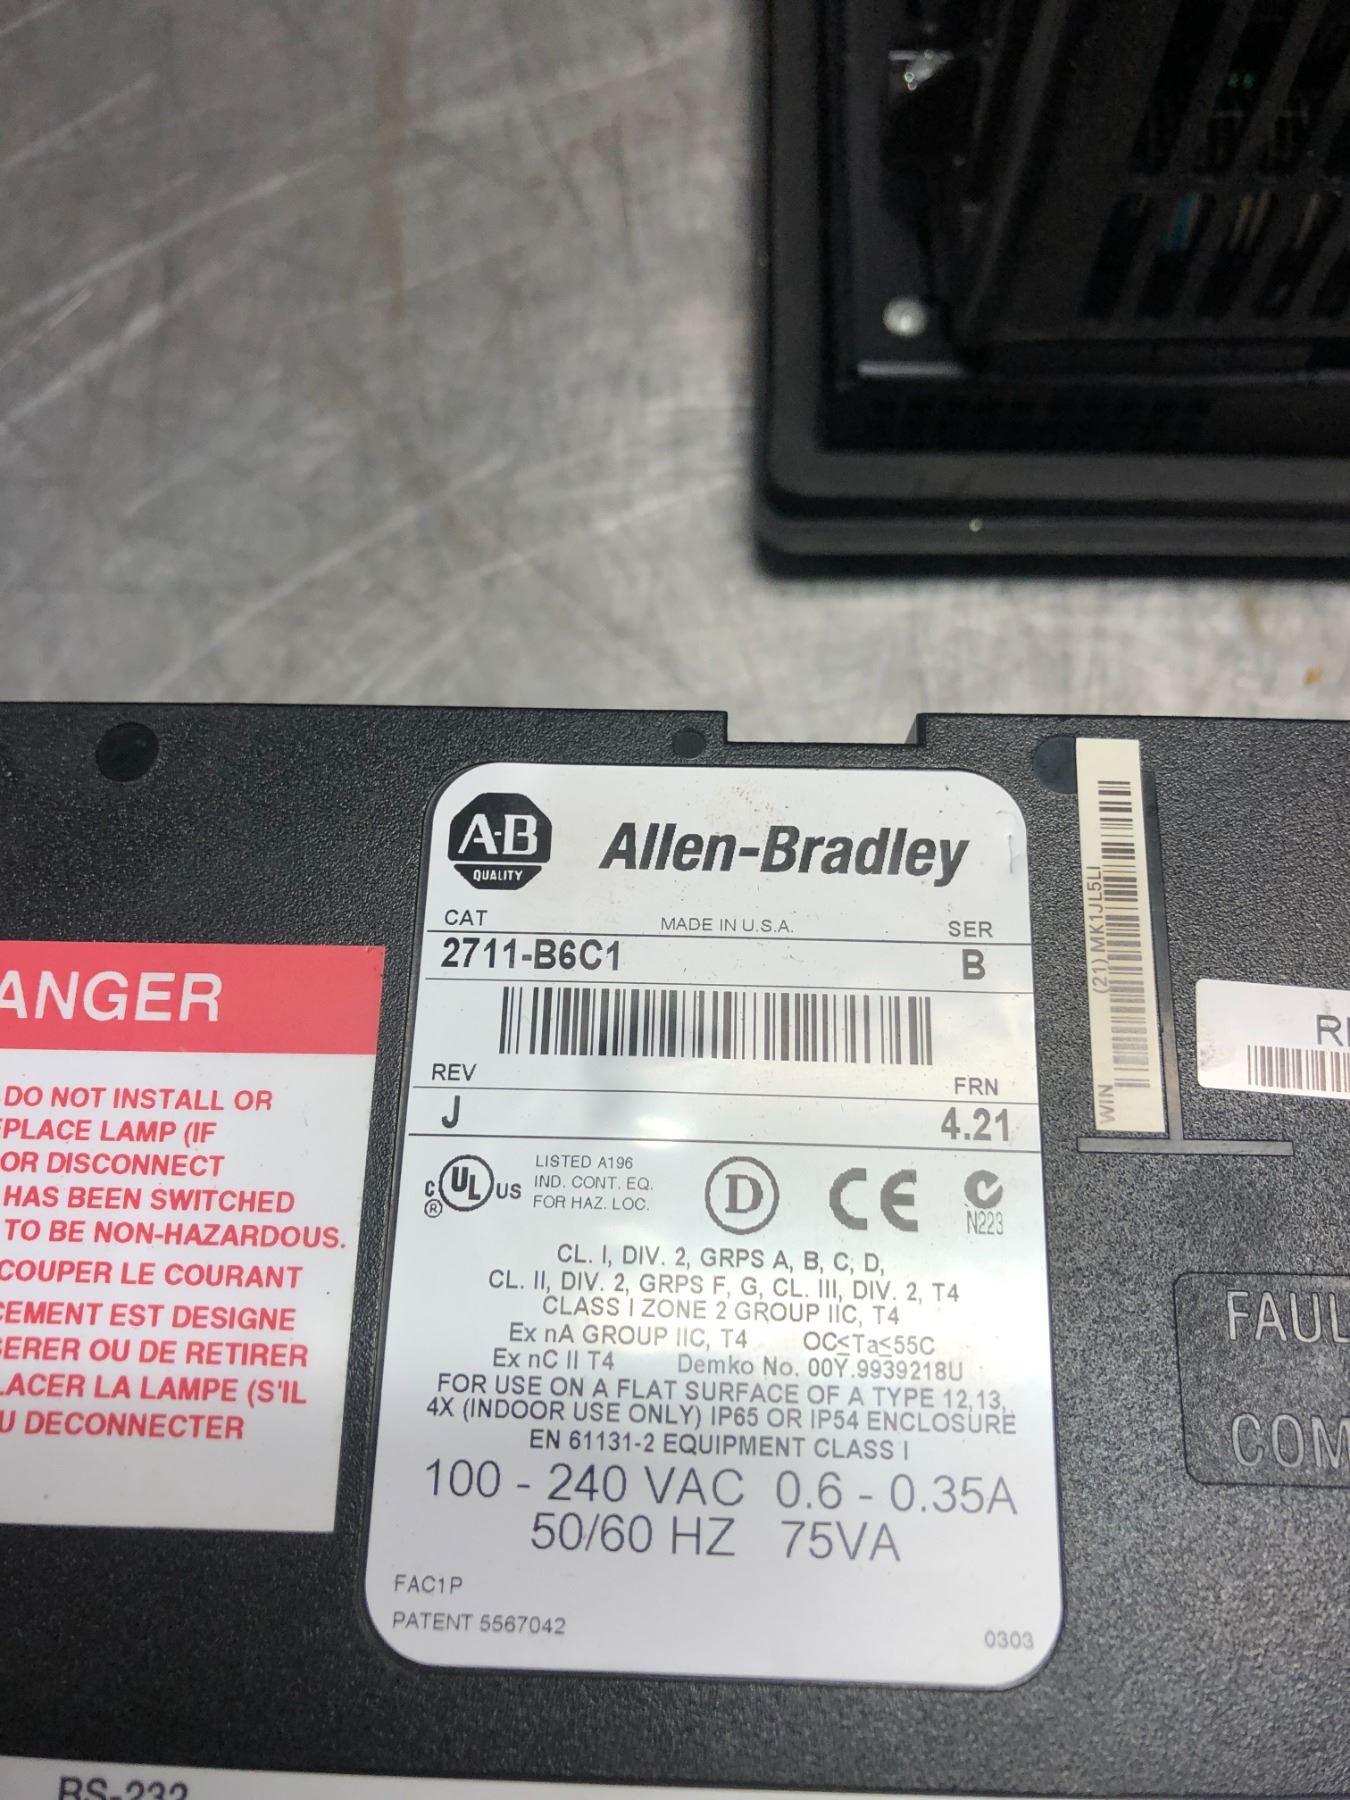 A-B
QUALITY
Allen-Bradley
CAT
MADE IN U.S.A.
SER
2711-B6C1
B
REV
FRN
J
4.21
C UL US
®
LISTED A196
IND. CONT. EQ.
FOR HAZ. LOC.
D
CE
N223
CL. I, DIV. 2, GRPS A, B, C, D,
CL. II, DIV. 2, GRPS F, G, CL. III, DIV. 2, T4
CLASS I ZONE 2 GROUP IIC, T4
Ex nA GROUP IIC, T4 OC≤Ta≤55C
Ex nC II T4 Demko No. 00Y.9939218U
FOR USE ON A FLAT SURFACE OF A TYPE 12,13,
4X (INDOOR USE ONLY) IP65 OR IP54 ENCLOSURE
EN 61131-2 EQUIPMENT CLASS I
100 - 240 VAC 0.6 - 0.35A
50/60 HZ 75VA
FAC1P
PATENT 5567042
0303
ANGER
DO NOT INSTALL OR
PLACE LAMP (IF
OR DISCONNECT
HAS BEEN SWITCHED
TO BE NON-HAZARDOUS.
COUPER LE COURANT
CEMENT EST DESIGNE
ERER OU DE RETIRER
LACER LA LAMPE (S'IL
U DECONNECTER
WIN
(21) MK1JL5LI
FAUL
COM
RS-232